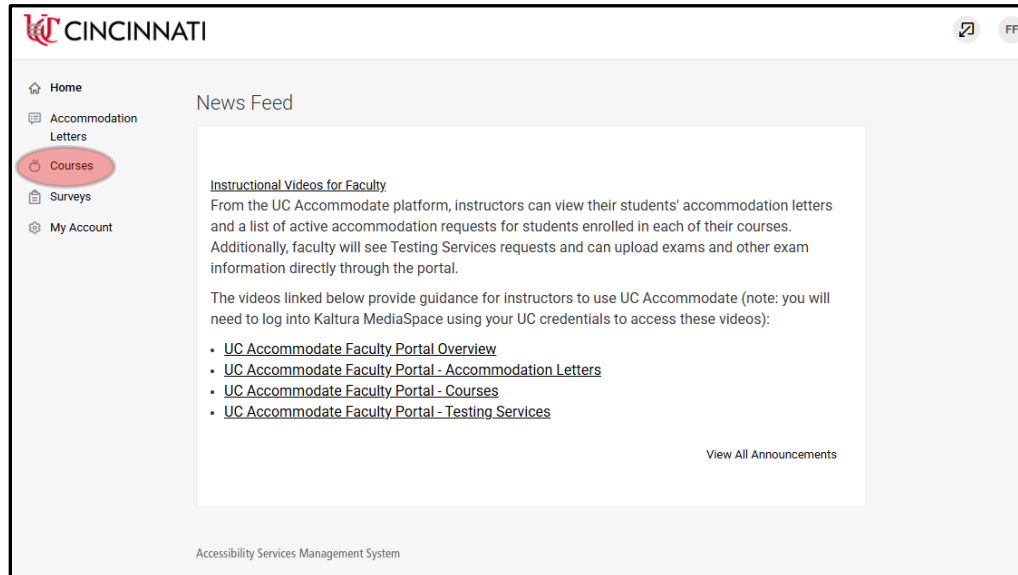 UC CINCINNATI
FF
Home
Accommodation
Letters
Courses
Surveys
My Account
News Feed
Instructional Videos for Faculty
From the UC Accommodate platform, instructors can view their students' accommodation letters
and a list of active accommodation requests for students enrolled in each of their courses.
Additionally, faculty will see Testing Services requests and can upload exams and other exam
information directly through the portal.
The videos linked below provide guidance for instructors to use UC Accommodate (note: you will
need to log into Kaltura MediaSpace using your UC credentials to access these videos):
• UC Accommodate Faculty Portal Overview
• UC Accommodate Faculty Portal - Accommodation Letters
• UC Accommodate Faculty Portal - Courses
• UC Accommodate Faculty Portal - Testing Services
View All Announcements
Accessibility Services Management System